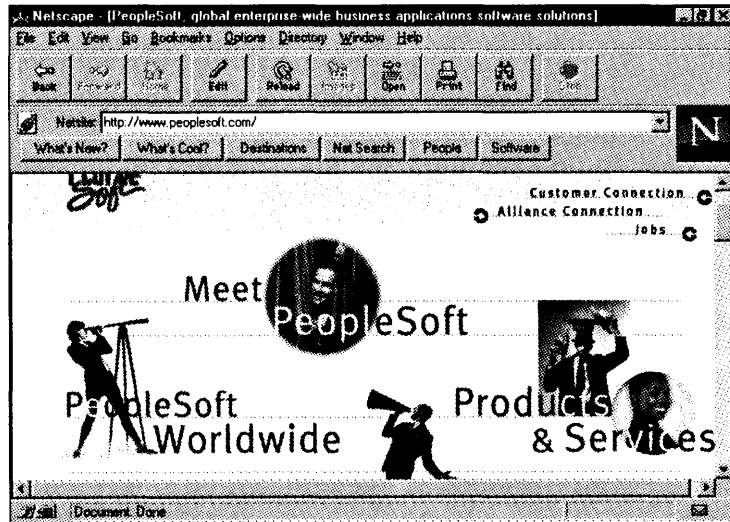 Netscape - [PeopleSoft, global enterprise-wide business applications software solutions]
File Edit View Go Bookmarks Options Directory Window Help
Back Forward Home Edit Reload Images Open Print Find Stop
Netsite: http://www.peoplesoft.com/
What's New? What's Cool? Destinations Net Search People Software
Soft
Customer Connection
Alliance Connection
Jobs
Meet
PeopleSoft
PeopleSoft
Worldwide
Products
& Services
Document: Done
N